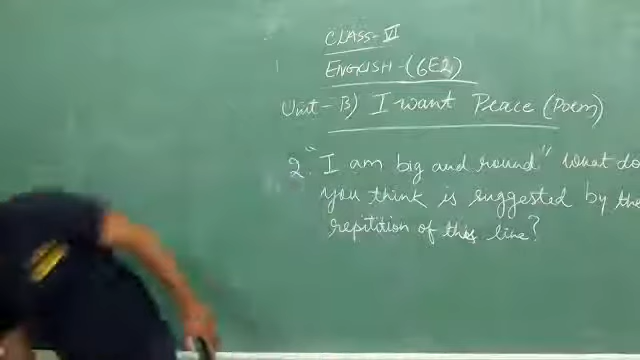 CLASS-VI
ENGLISH-(6E2)
Unit-B) I want Peace (Poem)
2. "I am big and round" What do
you think is suggested by the
repitition of this line?